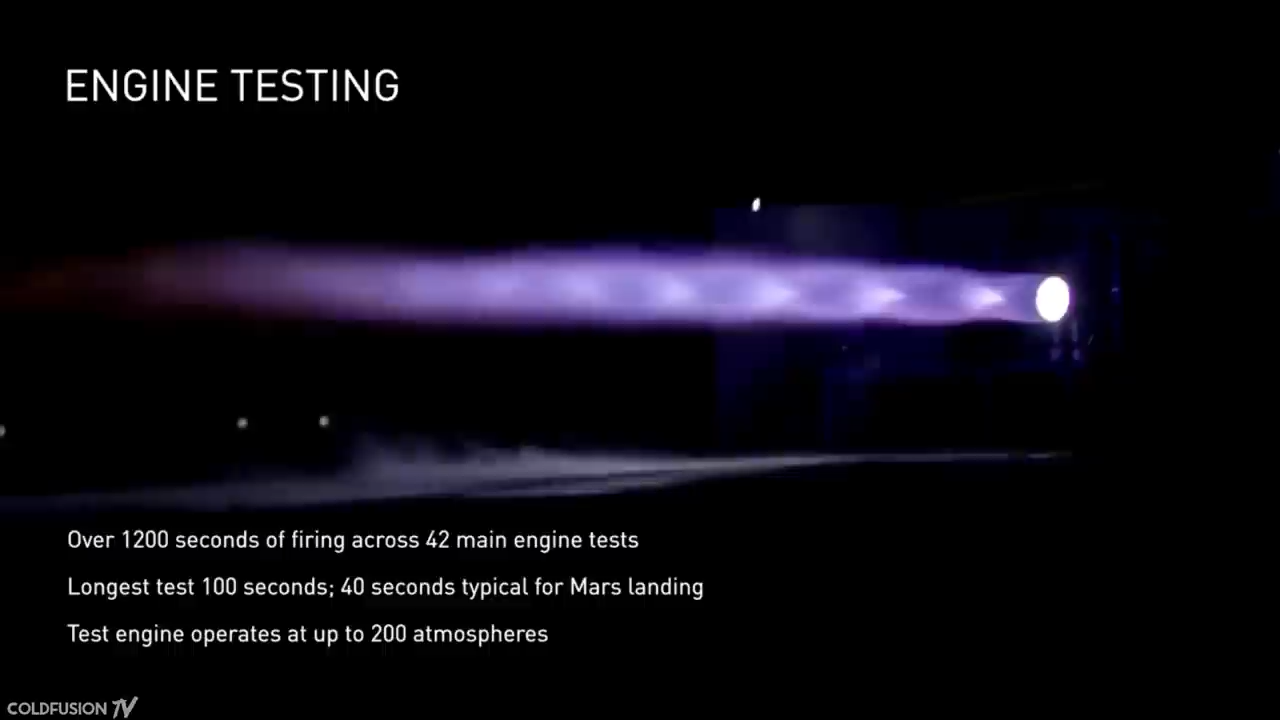 ENGINE TESTING
Over 1200 seconds of firing across 42 main engine tests
Longest test 100 seconds; 40 seconds typical for Mars landing
Test engine operates at up to 200 atmospheres
COLDFUSION TV